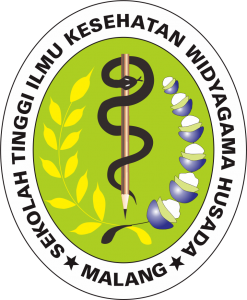 SEKOLAH TINGGI ILMU KESEHATAN WIDYAGAMA HUSADA
★ MALANG ★